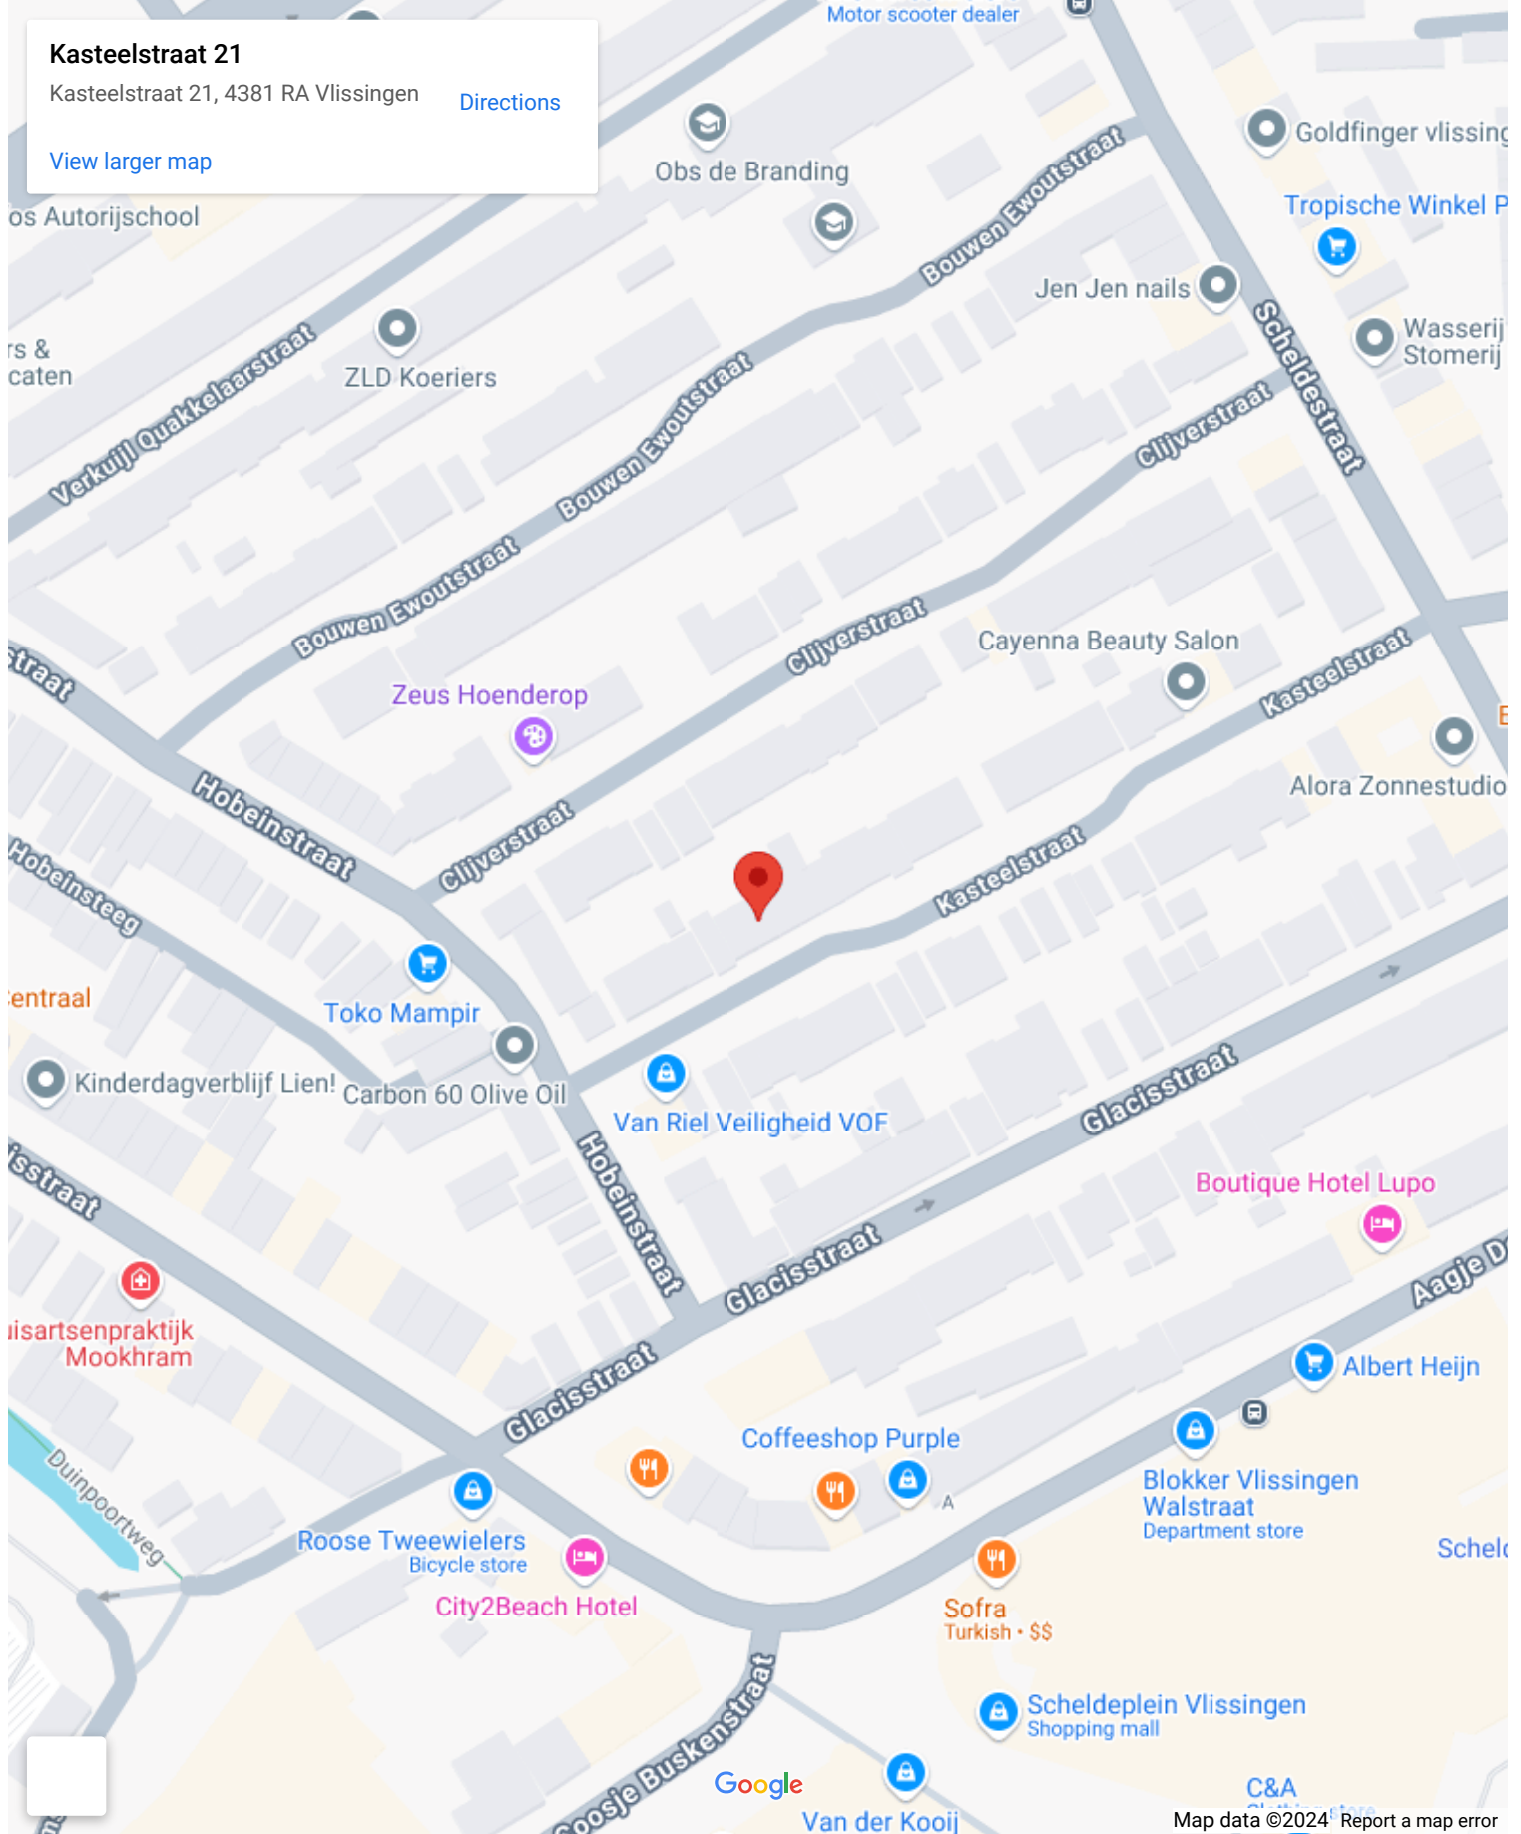 Motor scooter dealer
Kasteelstraat 21
Kasteelstraat 21, 4381 RA Vlissingen
Directions
View larger map
Obs de Branding
Goldfinger vlissing
os Autorijschool
Tropische Winkel P
Bouwen Ewoutstraat
Jen Jen nails
Scheldestraat
Wasserij
Stomerij
rs &
caten
Verkuijl Quakkelaarstraat
ZLD Koeriers
Bouwen Ewoutstraat
Clijverstraat
Bouwen Ewoutstraat
Clijverstraat
Cayenna Beauty Salon
Kasteelstraat
straat
Zeus Hoenderop
E
Alora Zonnestudio
Hobeinstraat
Clijverstraat
Kasteelstraat
Hobeinsteeg
entraal
Toko Mampir
Kinderdagverblijf Lien!
Carbon 60 Olive Oil
Van Riel Veiligheid VOF
Glacisstraat
isstraat
Hobeinstraat
Boutique Hotel Lupo
Glacisstraat
Aagje D
uisartsenpraktijk
Mookhram
Glacisstraat
Albert Heijn
Coffeeshop Purple
A
Duinpoortweg
Blokker Vlissingen
Walstraat
Department store
Roose Tweewielers
Bicycle store
Scheld
City2Beach Hotel
Sofra
Turkish • $$
Coosje Buskenstraat
Scheldeplein Vlissingen
Shopping mall
Google
C&A
Van der Kooij
Map data ©2024
Report a map error